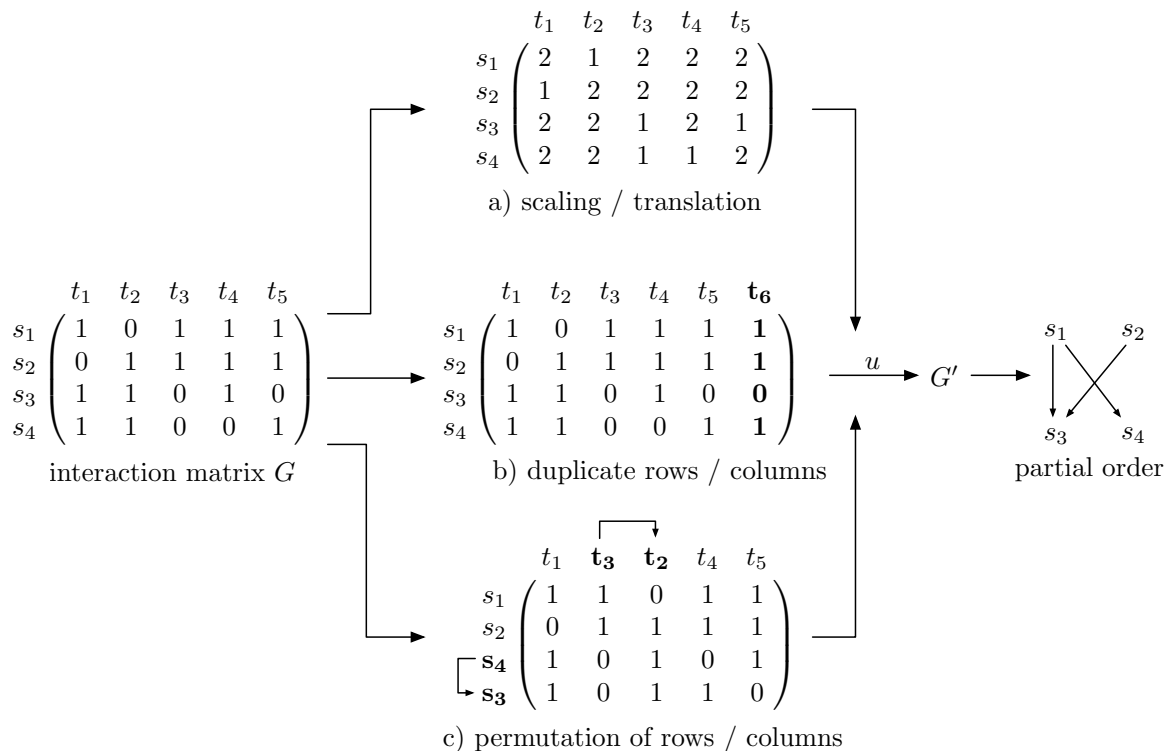 t1 t2 t3 t4 t5
s1 2 1 2 2 2
s2 1 2 2 2 2
s3 2 2 1 2 1
s4 2 2 1 1 2
a) scaling / translation
t1 t2 t3 t4 t5
s1 1 0 1 1 1
s2 0 1 1 1 1
s3 1 1 0 1 0
s4 1 1 0 0 1
interaction matrix G
t1 t2 t3 t4 t5 t6
s1 1 0 1 1 1 1
s2 0 1 1 1 1 1
s3 1 1 0 1 0 0
s4 1 1 0 0 1 1
b) duplicate rows / columns
u
G′
s1 s2
s3 s4
partial order
t1 t3 t2 t4 t5
s1 1 1 0 1 1
s2 0 1 1 1 1
s4 1 0 1 0 1
s3 1 0 1 1 0
c) permutation of rows / columns